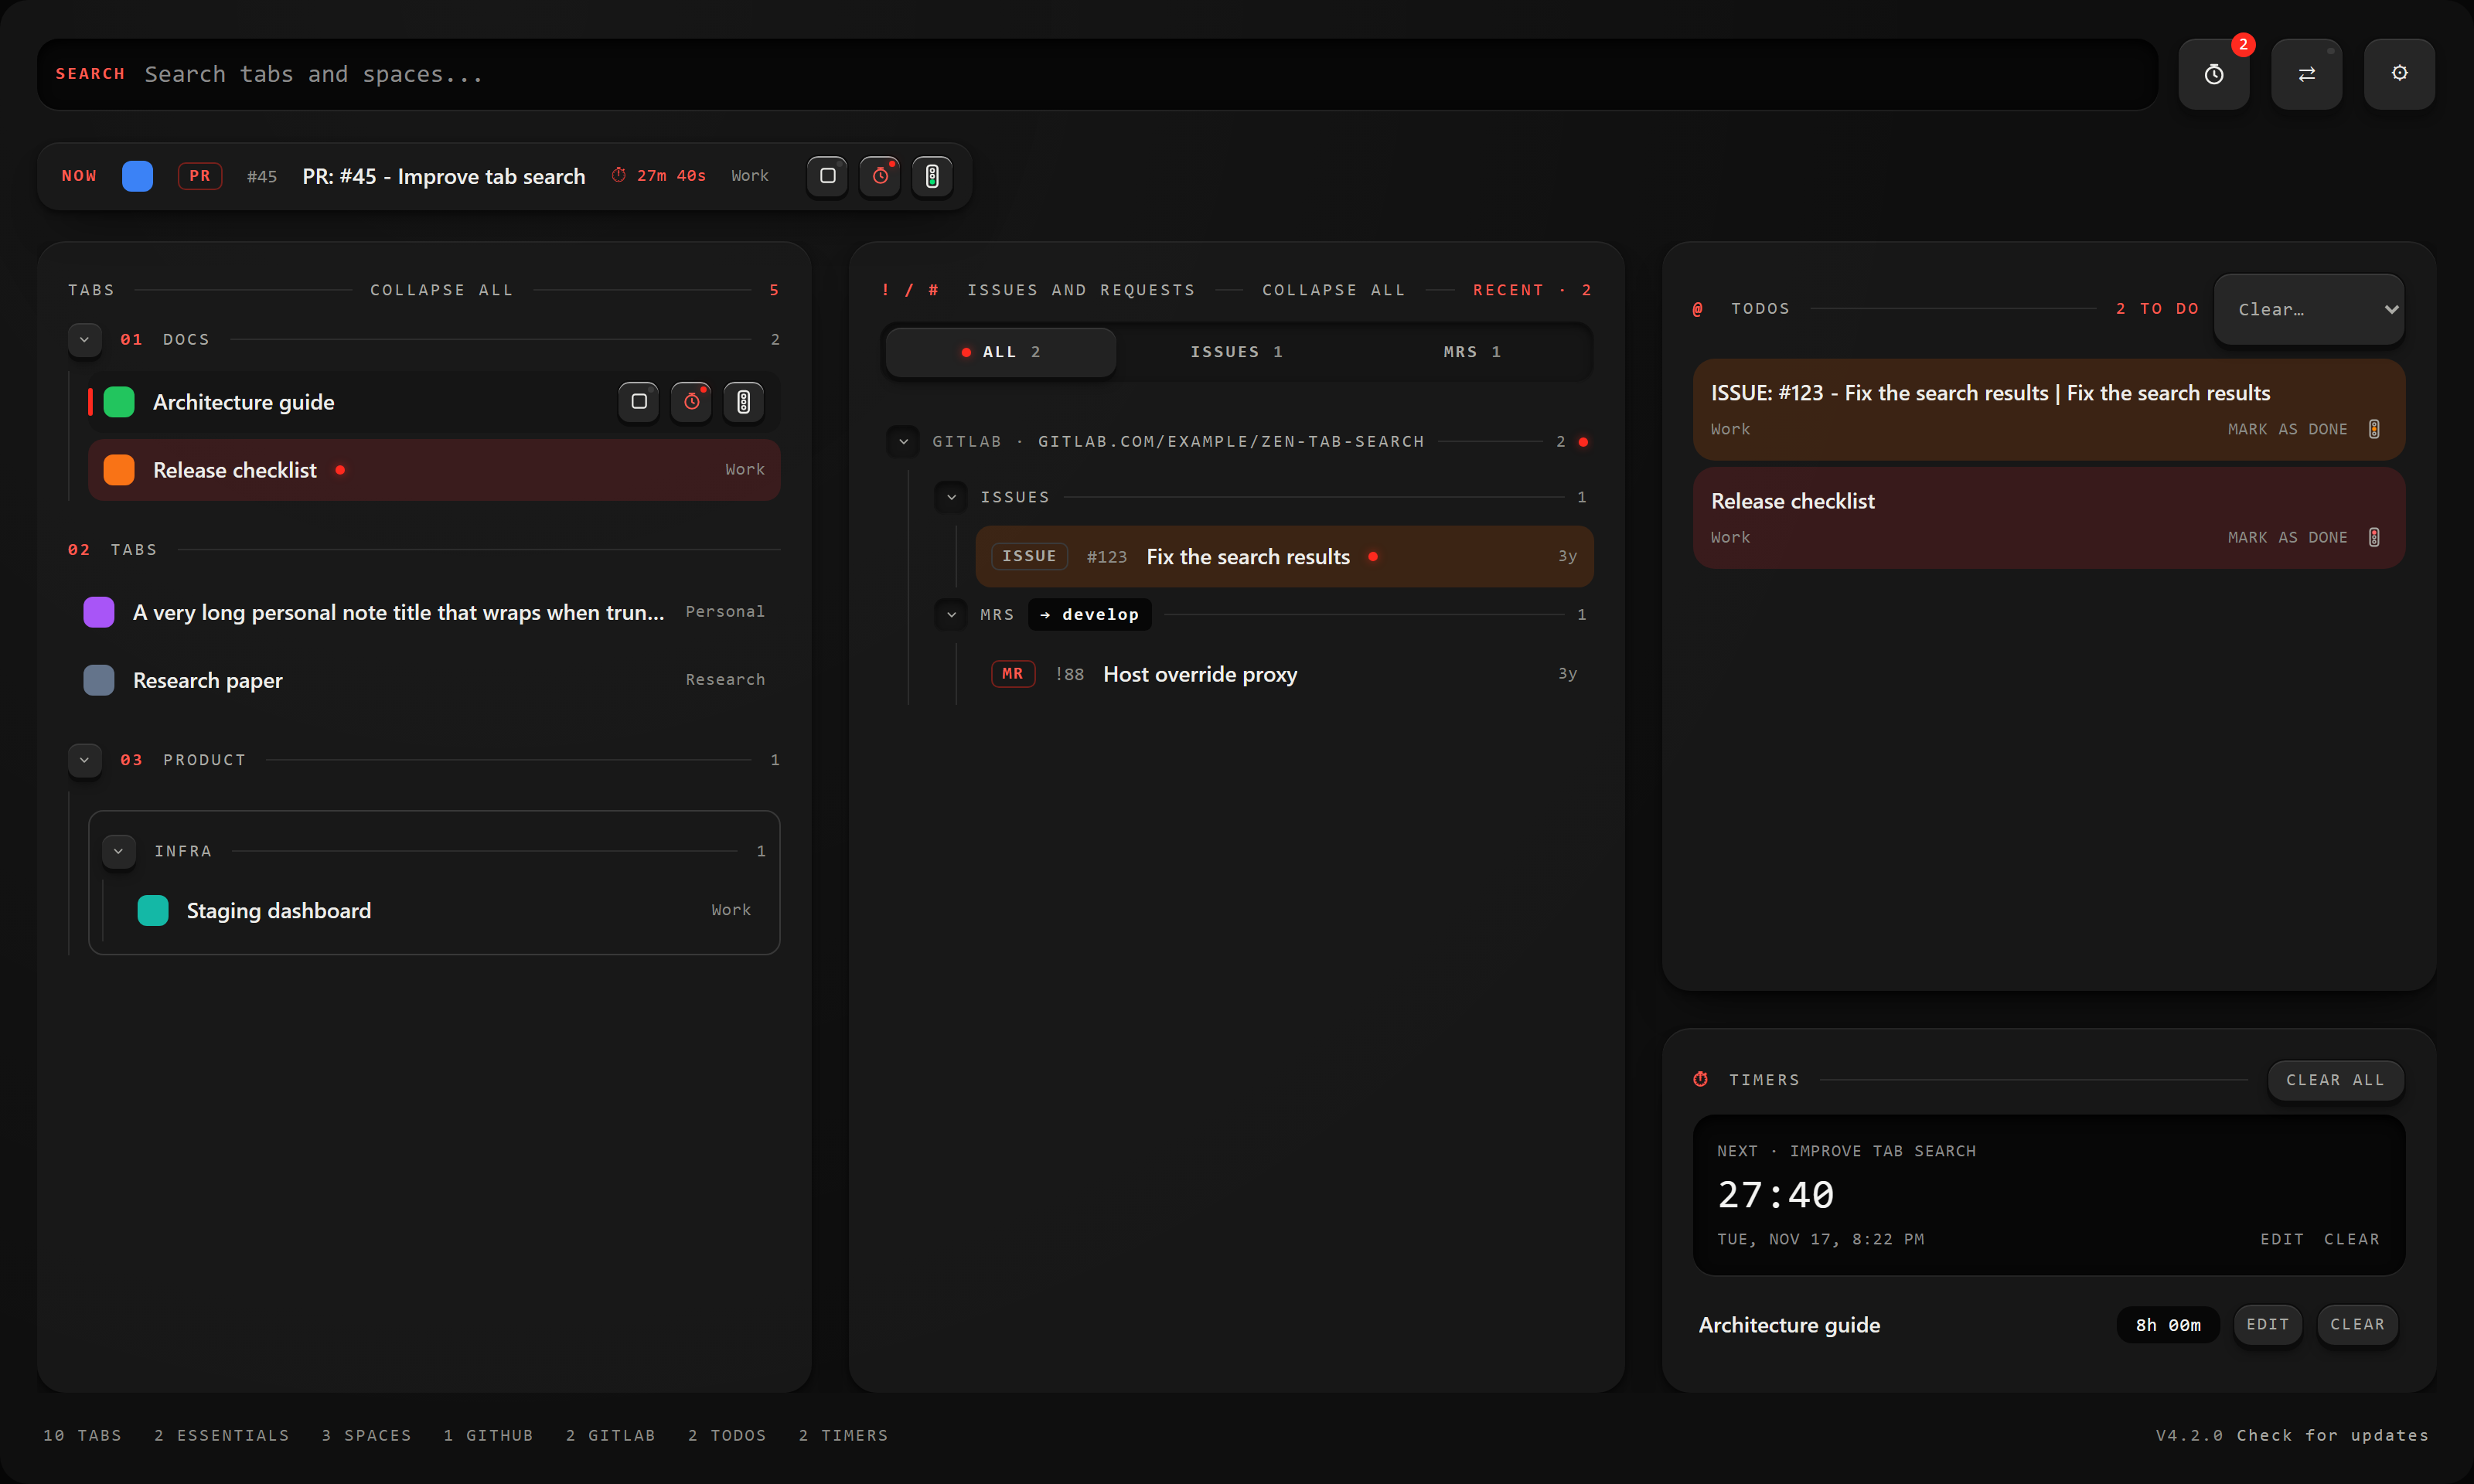 SEARCH Search tabs and spaces...
2
NOW PR #45 PR: #45 - Improve tab search 27m 40s Work
TABS COLLAPSE ALL 5
01 DOCS 2
Architecture guide
Release checklist Work
02 TABS
A very long personal note title that wraps when trun... Personal
Research paper Research
03 PRODUCT 1
INFRA 1
Staging dashboard Work
! / # ISSUES AND REQUESTS COLLAPSE ALL RECENT · 2
ALL 2 ISSUES 1 MRS 1
GITLAB · GITLAB.COM/EXAMPLE/ZEN-TAB-SEARCH 2
ISSUES 1
ISSUE #123 Fix the search results 3y
MRS → develop 1
MR !88 Host override proxy 3y
@ TODOS 2 TO DO Clear…
ISSUE: #123 - Fix the search results | Fix the search results
Work MARK AS DONE
Release checklist
Work MARK AS DONE
TIMERS CLEAR ALL
NEXT · IMPROVE TAB SEARCH
27:40
TUE, NOV 17, 8:22 PM EDIT CLEAR
Architecture guide 8h 00m EDIT CLEAR
10 TABS 2 ESSENTIALS 3 SPACES 1 GITHUB 2 GITLAB 2 TODOS 2 TIMERS
V4.2.0 Check for updates